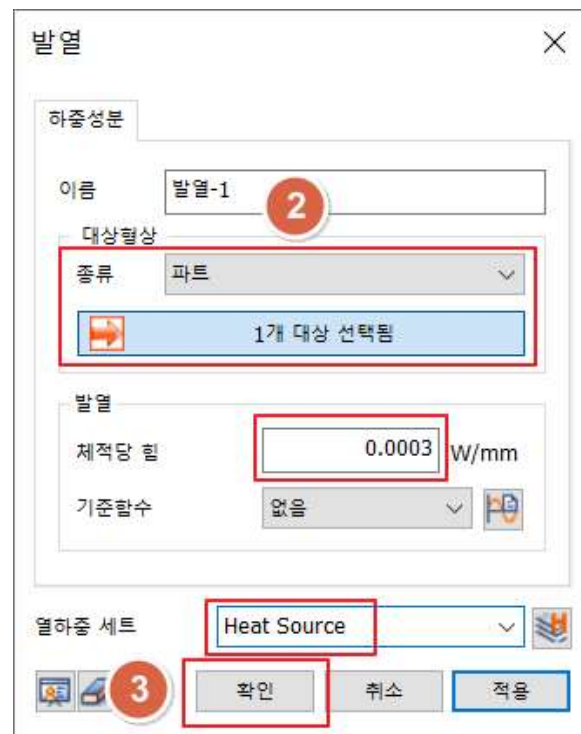 발열
하중성분
이름 발열-1
2
대상형상
종류 파트
1개 대상 선택됨
발열
체적당 힘 0.0003 W/mm
기준함수 없음
열하중 세트 Heat Source
3 확인 취소 적용